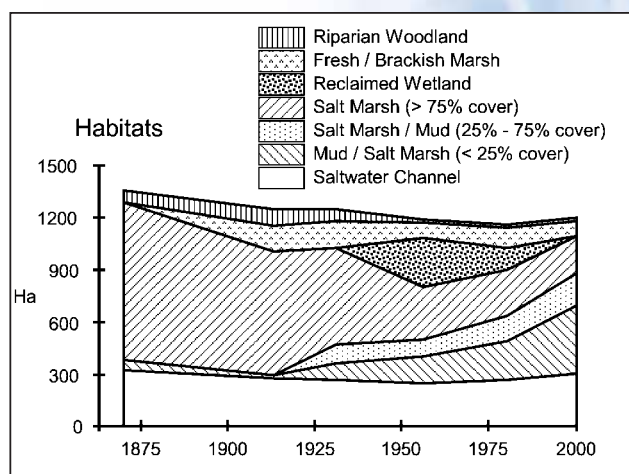 Riparian Woodland
Fresh / Brackish Marsh
Reclaimed Wetland
Salt Marsh (> 75% cover)
Salt Marsh / Mud (25% - 75% cover)
Mud / Salt Marsh (< 25% cover)
Saltwater Channel
Habitats
1500
1200
900
Ha
600
300
0
1875 1900 1925 1950 1975 2000